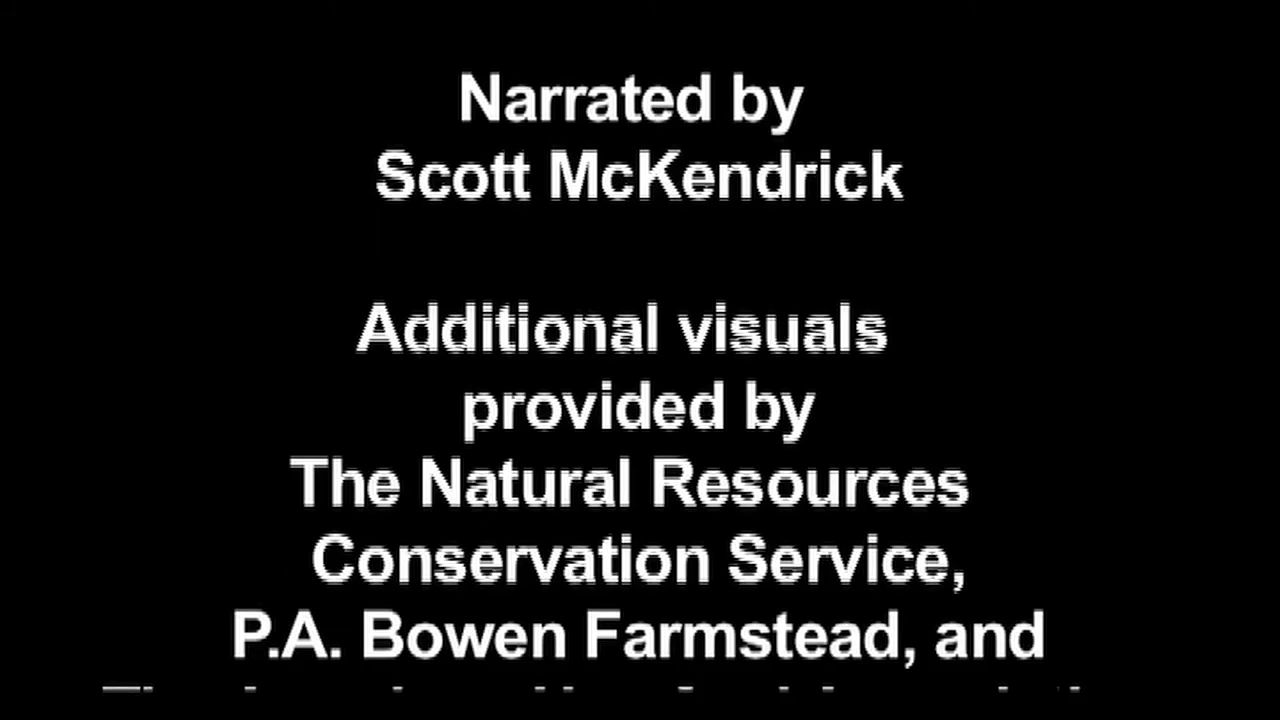 Narrated by
Scott McKendrick
Additional visuals
provided by
The Natural Resources
Conservation Service,
P.A. Bowen Farmstead, and